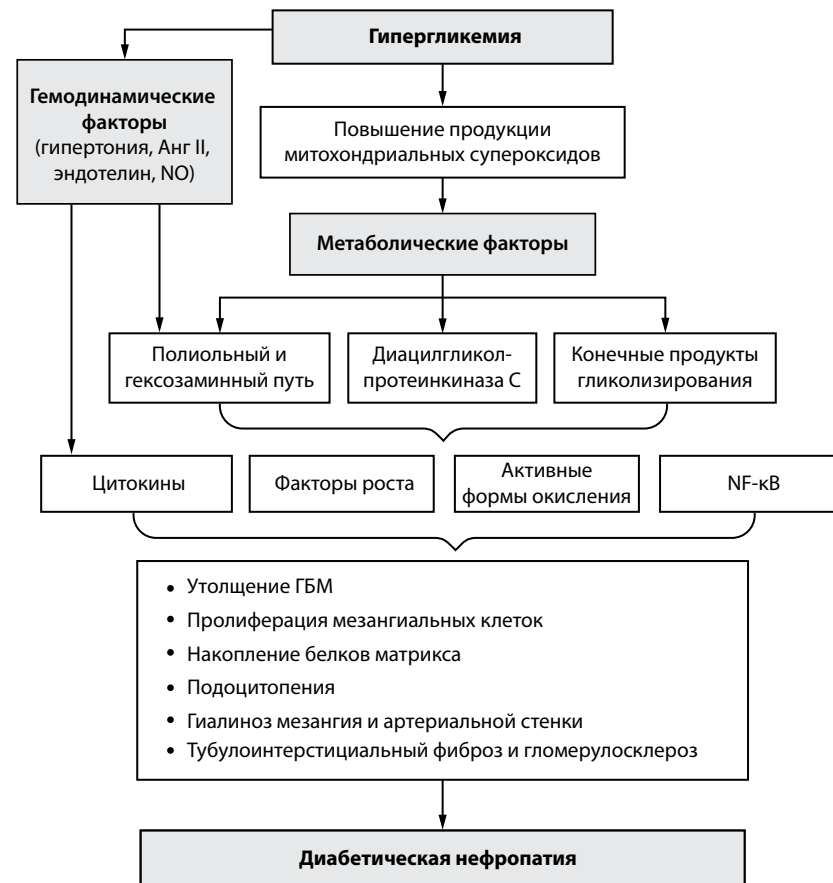 Гипергликемия
Гемодинамические
факторы
(гипертония, Анг II,
эндотелин, NO)
Повышение продукции
митохондриальных супероксидов
Метаболические факторы
Полиольный и
гексозаминный путь
Диацилгликол-
протеинкиназа С
Конечные продукты
гликолизирования
Цитокины
Факторы роста
Активные
формы окисления
NF-κB
• Утолщение ГБМ
• Пролиферация мезангиальных клеток
• Накопление белков матрикса
• Подоцитопения
• Гиалиноз мезангия и артериальной стенки
• Тубулоинтерстициальный фиброз и гломерулосклероз
Диабетическая нефропатия